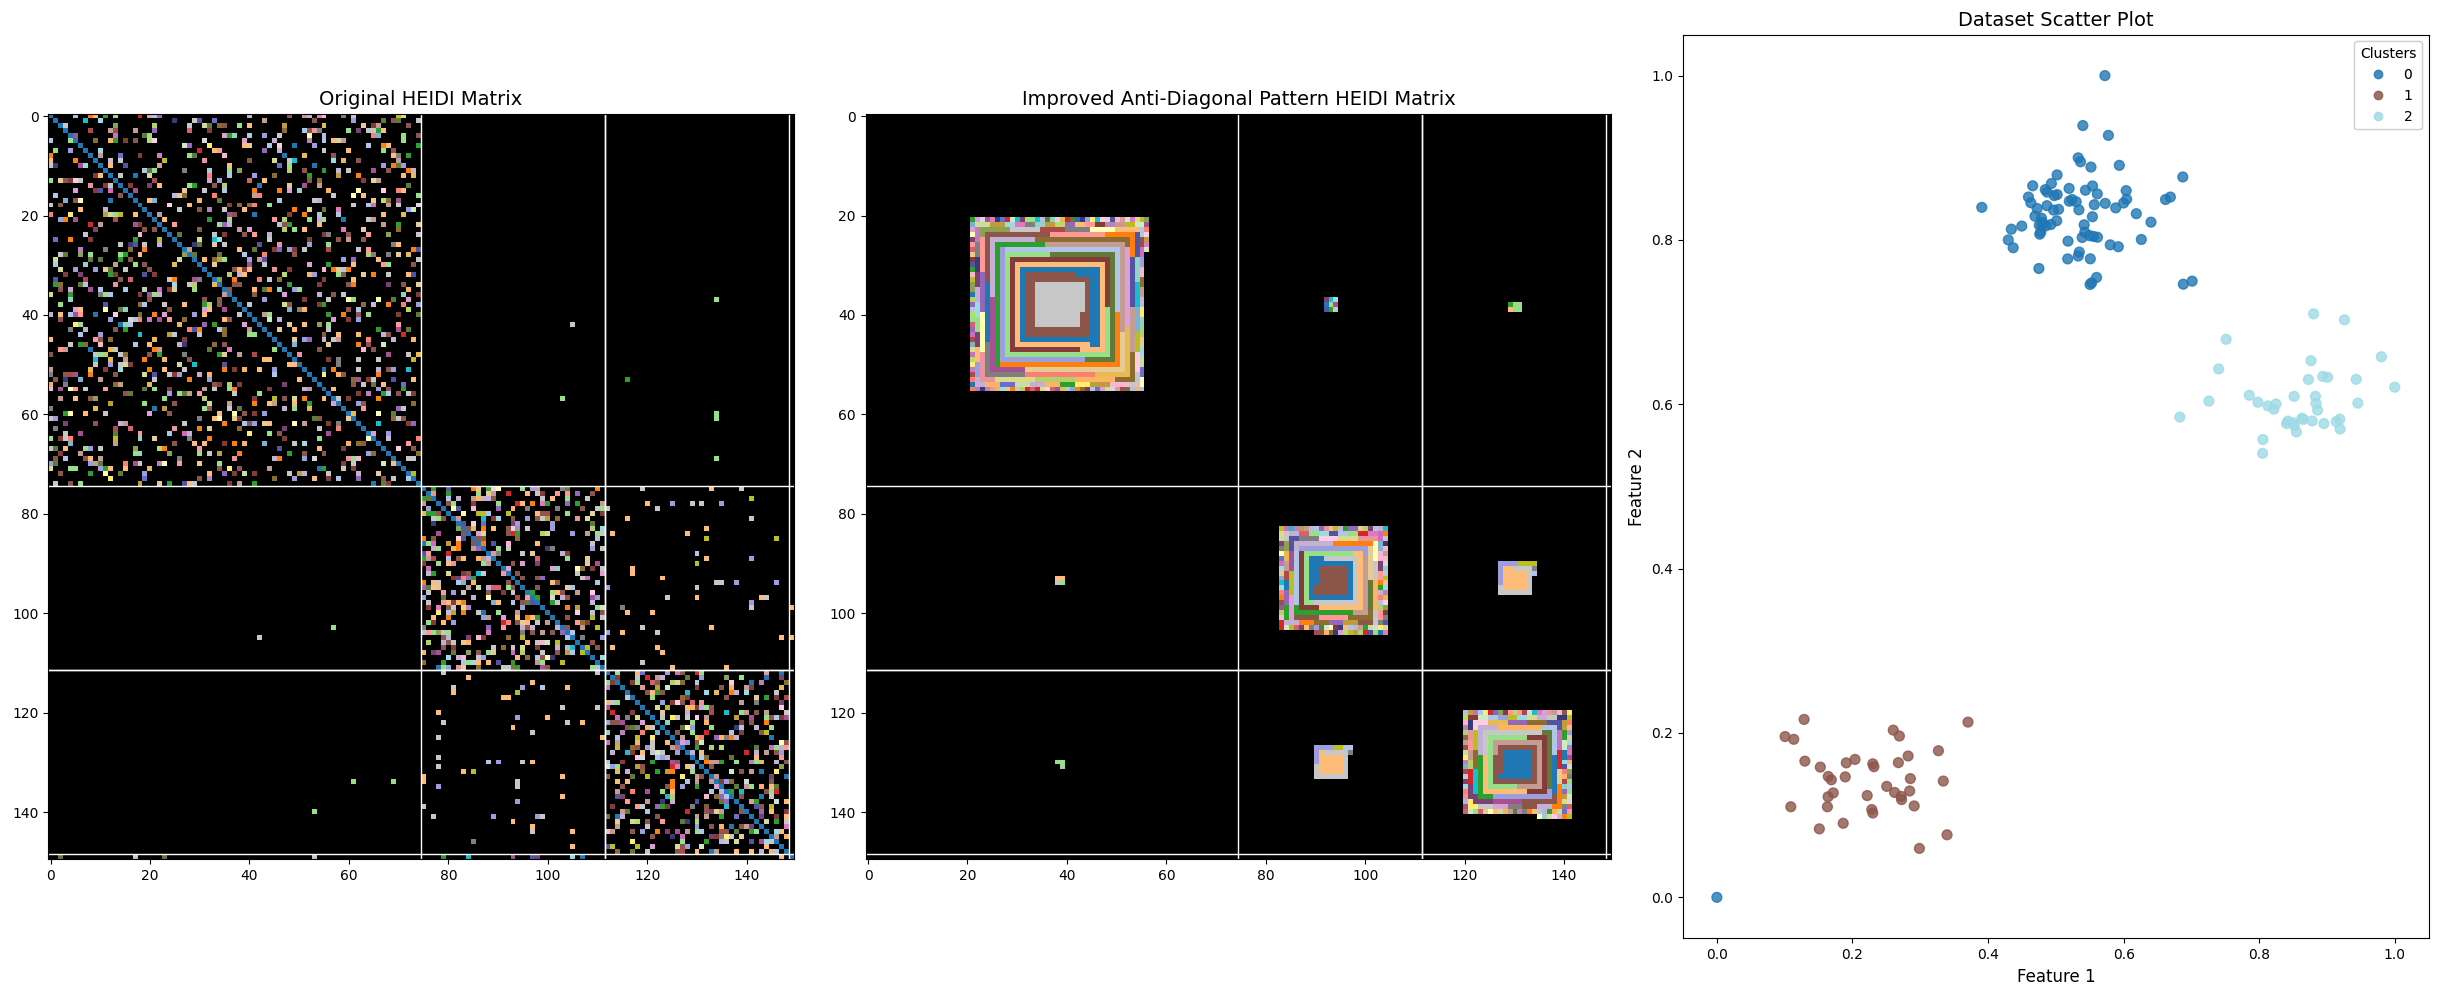 Original HEIDI Matrix
0
20
40
60
80
100
120
140
0 20 40 60 80 100 120 140
Improved Anti-Diagonal Pattern HEIDI Matrix
0
20
40
60
80
100
120
140
0 20 40 60 80 100 120 140
Dataset Scatter Plot
Clusters
0
1
2
Feature 2
1.0
0.8
0.6
0.4
0.2
0.0
0.0 0.2 0.4 0.6 0.8 1.0
Feature 1